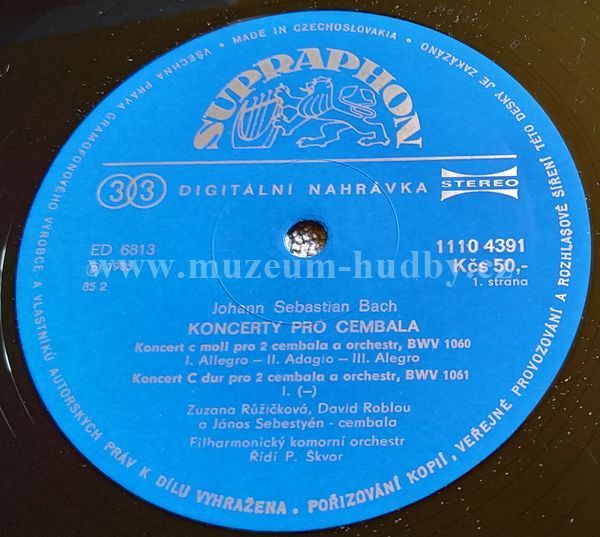 VŠECHNA PRÁVA GRAMOFONOVÉHO VÝROBCE A VLASTNÍKŮ AUTORSKÝCH PRÁV K DÍLU VYHRAŽENA. POŘIZOVÁNÍ KOPIÍ, VEŘEJNÉ PROVOZOVÁNÍ A ROZHLASOVÉ ŠÍŘENÍ TÉTO DESKY JE ZAKÁZÁNO • MADE IN CZECHOSLOVAKIA •
SUPRAPHON
33 DIGITÁLNÍ NAHRÁVKA STEREO
ED 6813 1110 4391
Kčs 50,-
85 2 1. strana
www.muzeum-hudby.cz
Johann Sebastian Bach
KONCERTY PRO CEMBALA
Koncert c moll pro 2 cembala a orchestr, BWV 1060
I. Allegro – II. Adagio – III. Alegro
Koncert C dur pro 2 cembala a orchestr, BWV 1061
I. (–)
Zuzana Růžičková, David Roblou
a János Sebestyén - cembala
Filharmonický komorní orchestr
Řídí P. Škvor